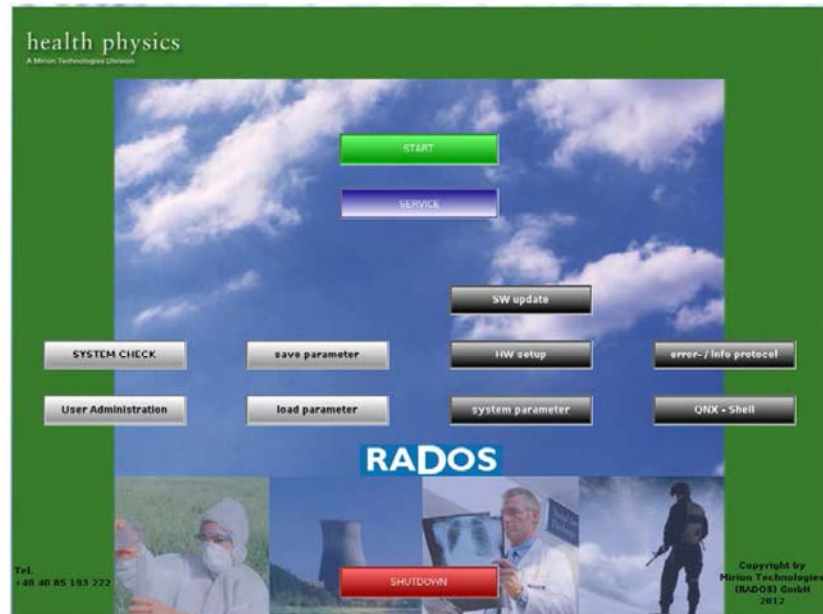 health physics
A Mirion Technologies Division
START
SERVICE
SW update
SYSTEM CHECK
save parameter
HW setup
error- / Info protocol
User Administration
load parameter
system parameter
QNX - Shell
RADOS
Tel.
+48 40 85 193 222
SHUTDOWN
Copyright by
Mirion Technologies
(RADOS) GmbH
2012